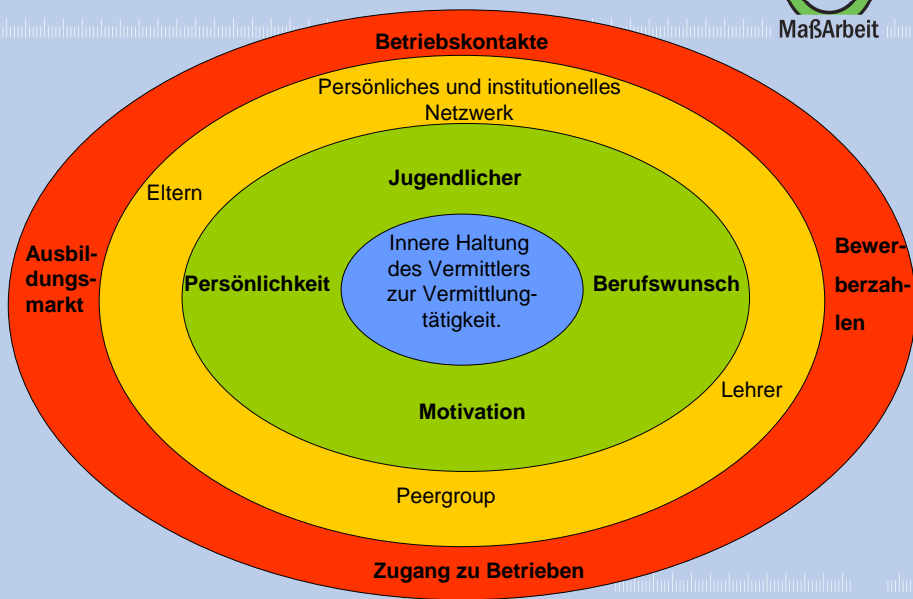 MaßArbeit
Betriebskontakte
Persönliches und institutionelles
Netzwerk
Jugendlicher
Eltern
Innere Haltung
des Vermittlers
zur Vermittlung-
tätigkeit.
Ausbil-
dungs-
markt
Persönlichkeit
Berufswunsch
Bewer-
berzah-
len
Lehrer
Motivation
Peergroup
Zugang zu Betrieben